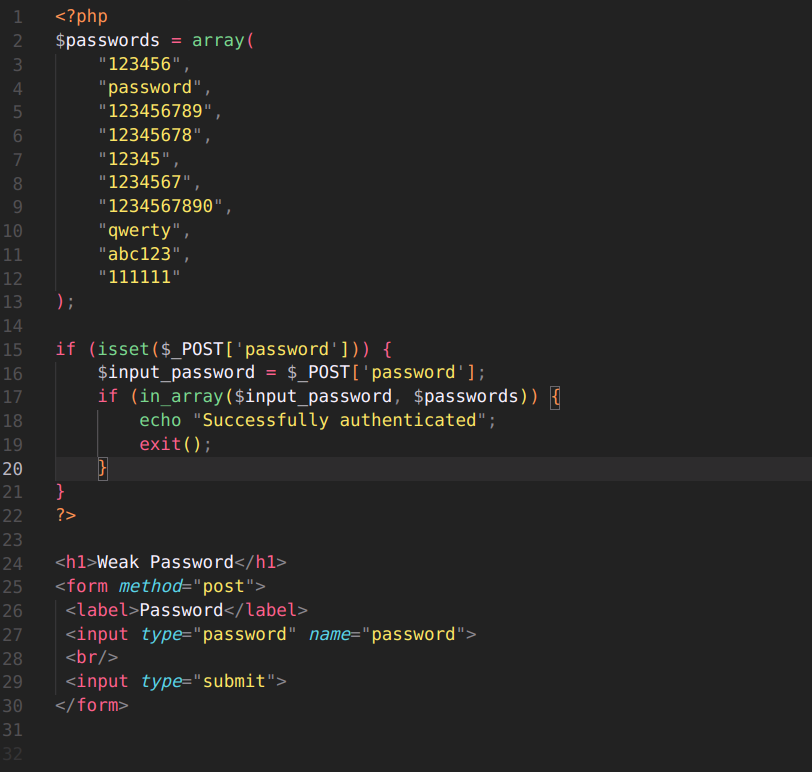 1 <?php
2 $passwords = array(
3     "123456",
4     "password",
5     "123456789",
6     "12345678",
7     "12345",
8     "1234567",
9     "1234567890",
10     "qwerty",
11     "abc123",
12     "111111"
13 );
14
15 if (isset($_POST['password'])) {
16     $input_password = $_POST['password'];
17     if (in_array($input_password, $passwords)) {
18         echo "Successfully authenticated";
19         exit();
20     }
21 }
22 ?>
23
24 <h1>Weak Password</h1>
25 <form method="post">
26  <label>Password</label>
27  <input type="password" name="password">
28  <br/>
29  <input type="submit">
30 </form>
31
32